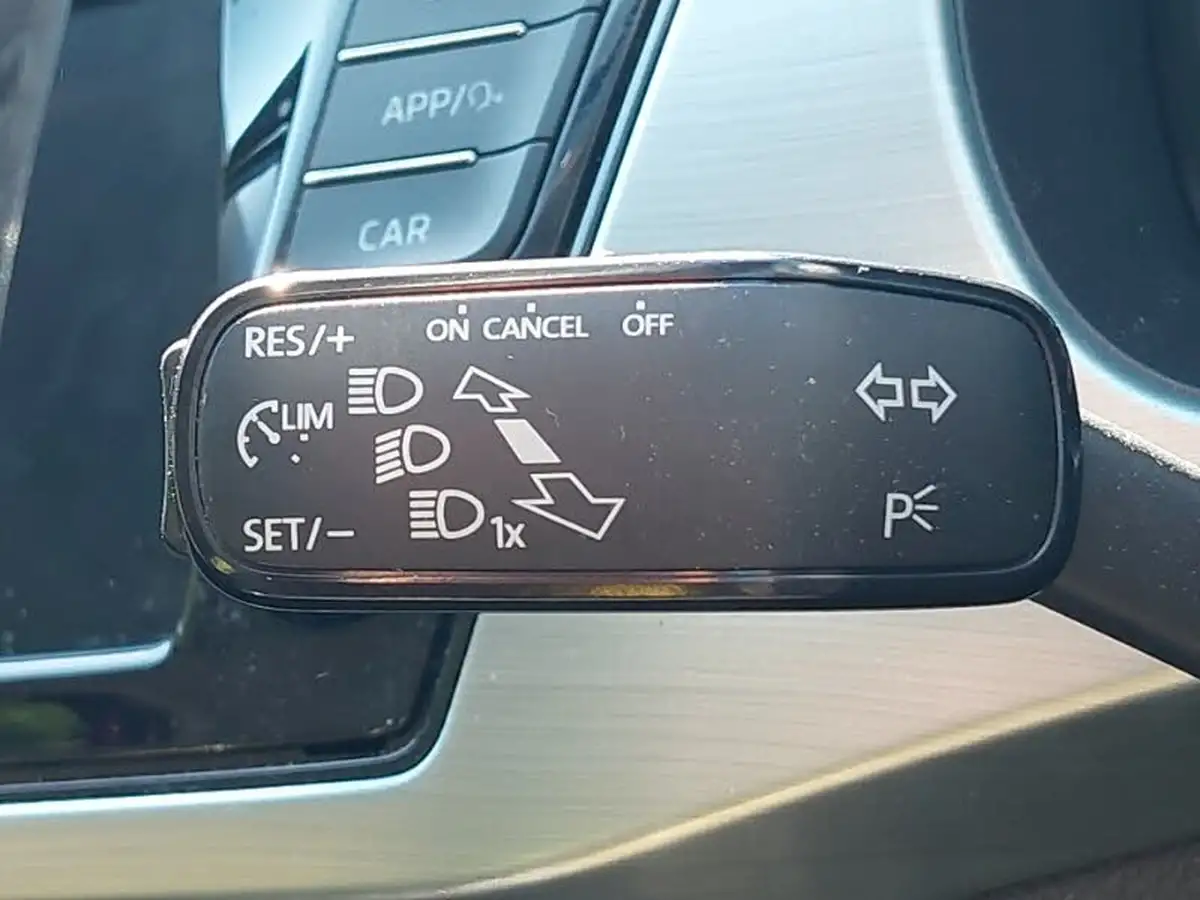 APP/
CAR
RES/+ ON CANCEL OFF
LIM
SET/− 1x
P